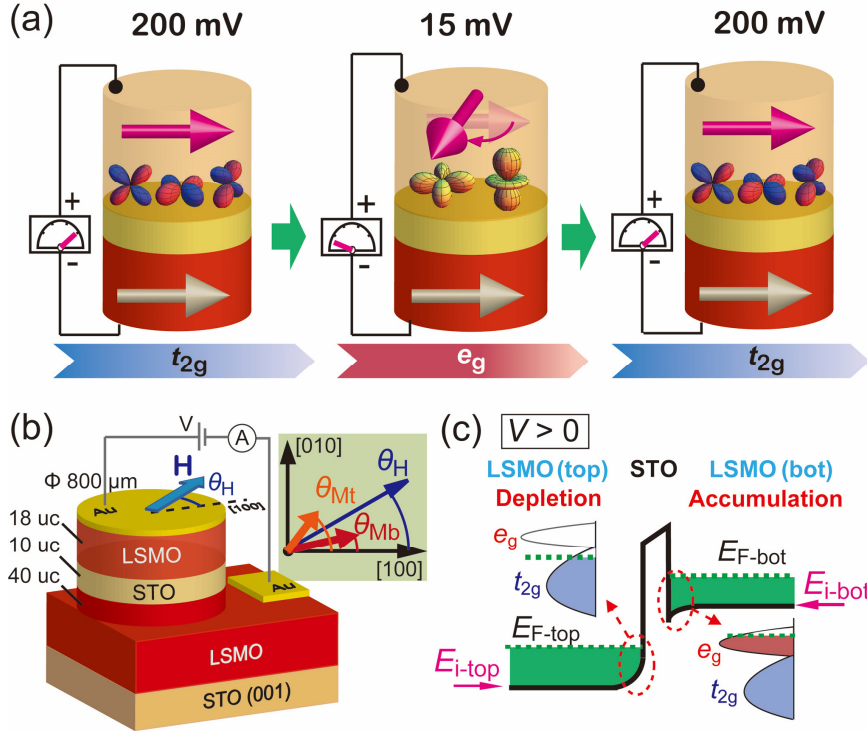 (a)
200 mV
15 mV
200 mV
+
-
+
-
+
-
t2g
eg
t2g
(b)
V
A
H
Φ 800 μm
θH
[100]
Au
18 uc
10 uc
40 uc
LSMO
STO
Au
LSMO
STO (001)
[010]
θH
θMt
θMb
[100]
(c)
V > 0
LSMO (top)
STO
LSMO (bot)
Depletion
Accumulation
eg
t2g
EF-bot
Ei-bot
EF-top
Ei-top
eg
t2g